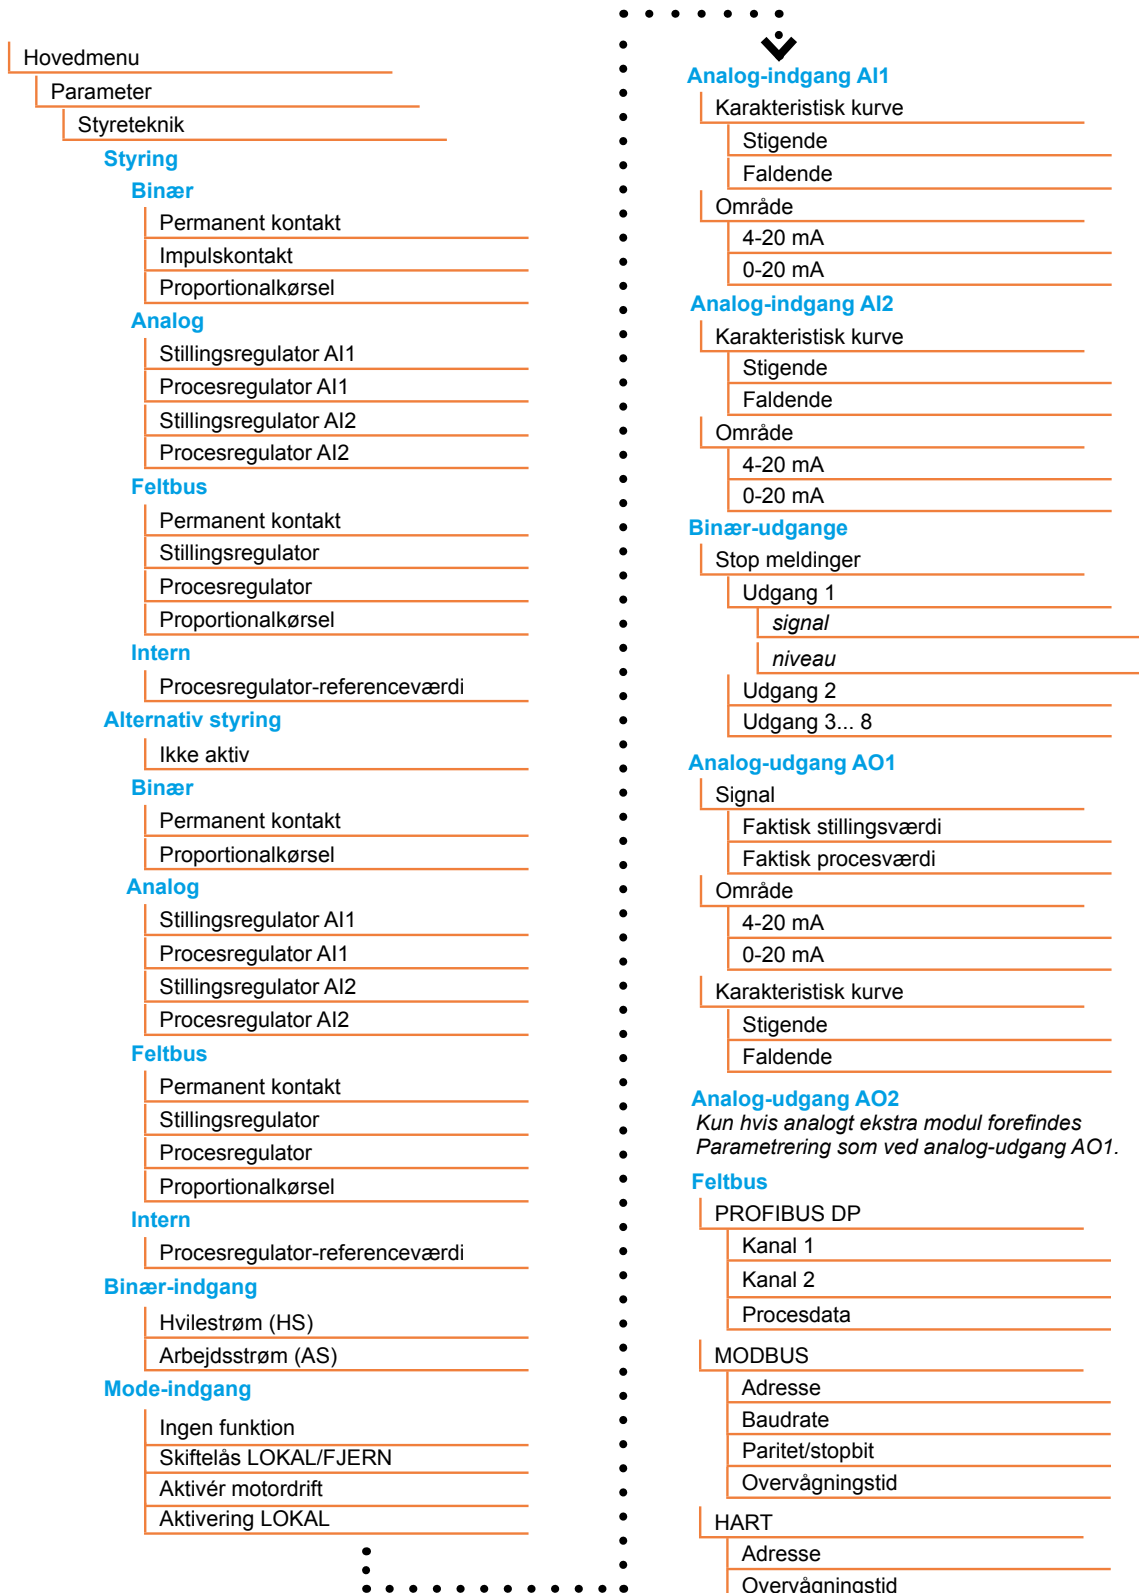 Hovedmenu
Parameter
Styreteknik
Styring
Binær
Permanent kontakt
Impulskontakt
Proportionalkørsel
Analog
Stillingsregulator AI1
Procesregulator AI1
Stillingsregulator AI2
Procesregulator AI2
Feltbus
Permanent kontakt
Stillingsregulator
Procesregulator
Proportionalkørsel
Intern
Procesregulator-referenceværdi
Alternativ styring
Ikke aktiv
Binær
Permanent kontakt
Proportionalkørsel
Analog
Stillingsregulator AI1
Procesregulator AI1
Stillingsregulator AI2
Procesregulator AI2
Feltbus
Permanent kontakt
Stillingsregulator
Procesregulator
Proportionalkørsel
Intern
Procesregulator-referenceværdi
Binær-indgang
Hvilestrøm (HS)
Arbejdsstrøm (AS)
Mode-indgang
Ingen funktion
Skiftelås LOKAL/FJERN
Aktivér motordrift
Aktivering LOKAL
Analog-indgang AI1
Karakteristisk kurve
Stigende
Faldende
Område
4-20 mA
0-20 mA
Analog-indgang AI2
Karakteristisk kurve
Stigende
Faldende
Område
4-20 mA
0-20 mA
Binær-udgange
Stop meldinger
Udgang 1
signal
niveau
Udgang 2
Udgang 3... 8
Analog-udgang AO1
Signal
Faktisk stillingsværdi
Faktisk procesværdi
Område
4-20 mA
0-20 mA
Karakteristisk kurve
Stigende
Faldende
Analog-udgang AO2
Kun hvis analogt ekstra modul forefindes
Parametrering som ved analog-udgang AO1.
Feltbus
PROFIBUS DP
Kanal 1
Kanal 2
Procesdata
MODBUS
Adresse
Baudrate
Paritet/stopbit
Overvågningstid
HART
Adresse
Overvågningstid